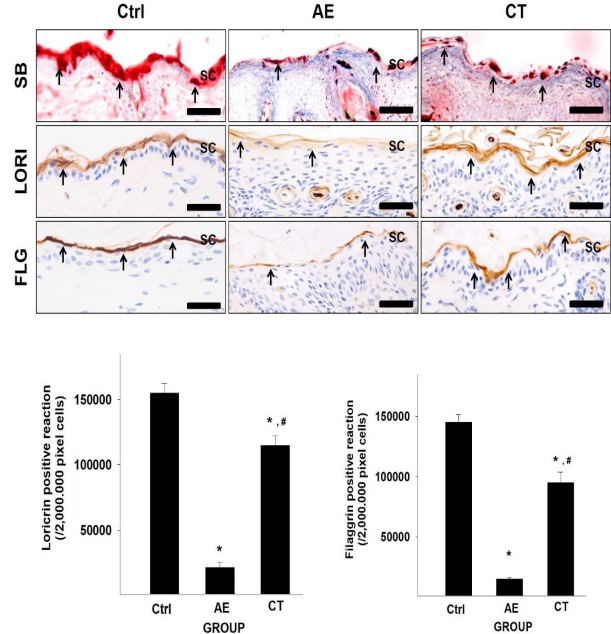 Ctrl AE CT
SB SC SC SC
LORI SC SC SC
FLG SC SC SC
Loricrin positive reaction
(/2,000.000 pixel cells)
150000
100000
50000
*
* , #
Ctrl AE CT
GROUP
Filaggrin positive reaction
(/2,000.000 pixel cells)
150000
100000
50000
*
* , #
Ctrl AE CT
GROUP